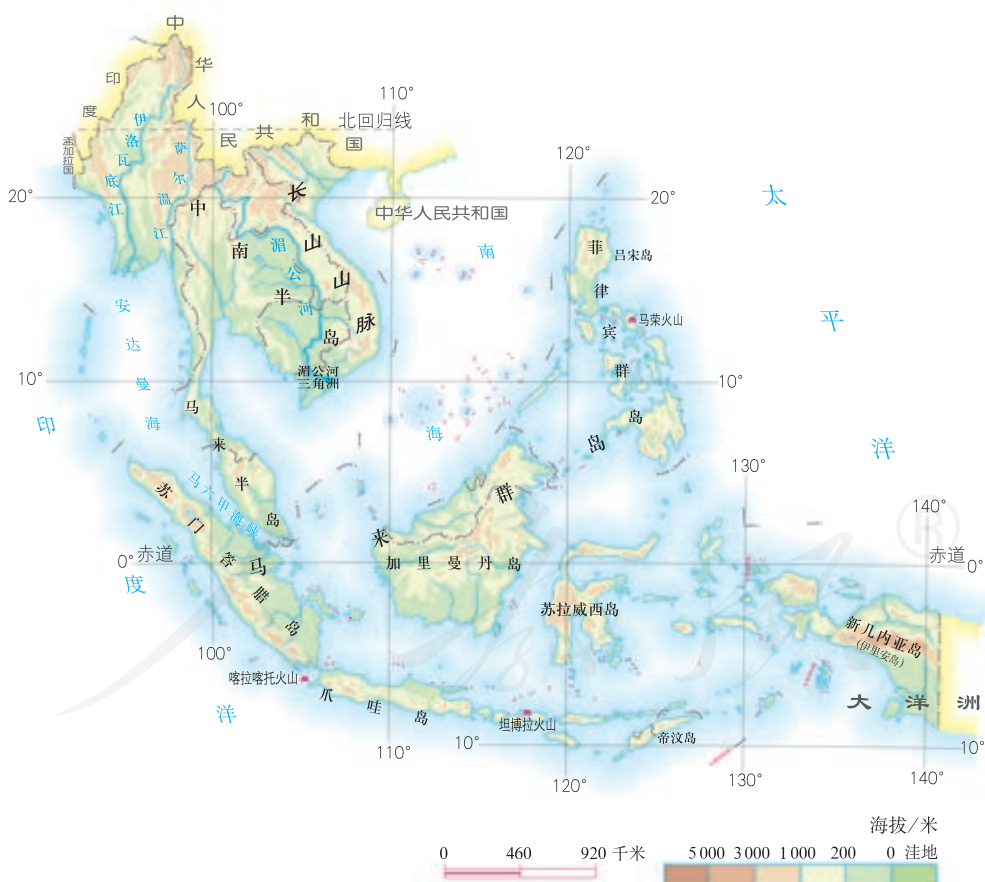 中华人民共和国
印度
孟加拉国
100°
110°
北回归线
120°
20°
20°
太平洋
伊洛瓦底江
萨尔温江
中南半岛
长山山脉
湄公河
中华人民共和国
南海
菲律宾群岛
吕宋岛
马荣火山
安达曼海
湄公河
三角洲
10°
10°
印度洋
马来半岛
马来群岛
130°
140°
马六甲海峡
苏门答腊岛
0°
赤道
加里曼丹岛
赤道
0°
苏拉威西岛
新几内亚岛
(伊里安岛)
100°
喀拉喀托火山
爪哇岛
坦博拉火山
帝汶岛
大洋洲
110°
10°
10°
120°
130°
140°
海拔/米
0 460 920 千米
5 000 3 000 1 000 200 0 洼地
®